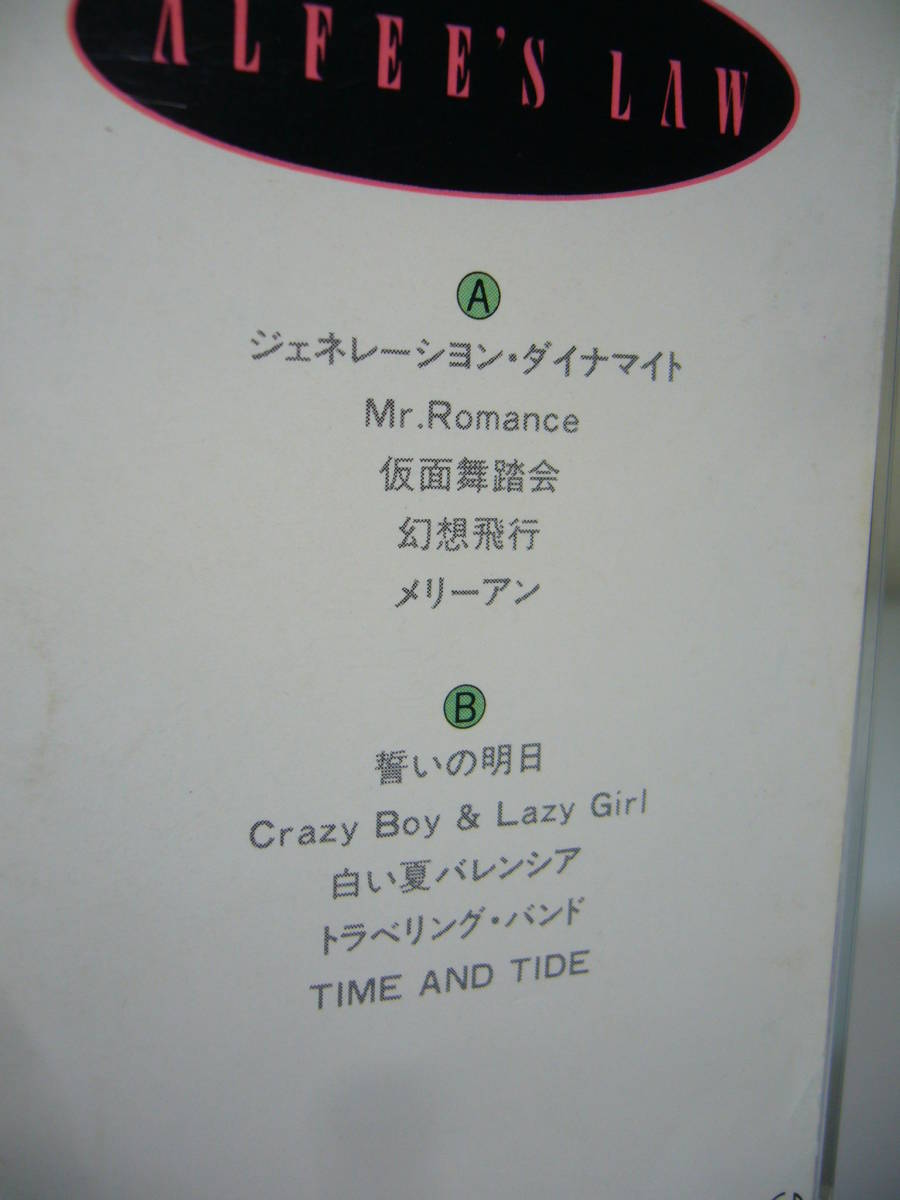 ALFEE'S LAW
A
ジェネレーション・ダイナマイト
Mr.Romance
仮面舞踏会
幻想飛行
メリーアン
B
誓いの明日
Crazy Boy & Lazy Girl
白い夏バレンシア
トラベリング・バンド
TIME AND TIDE